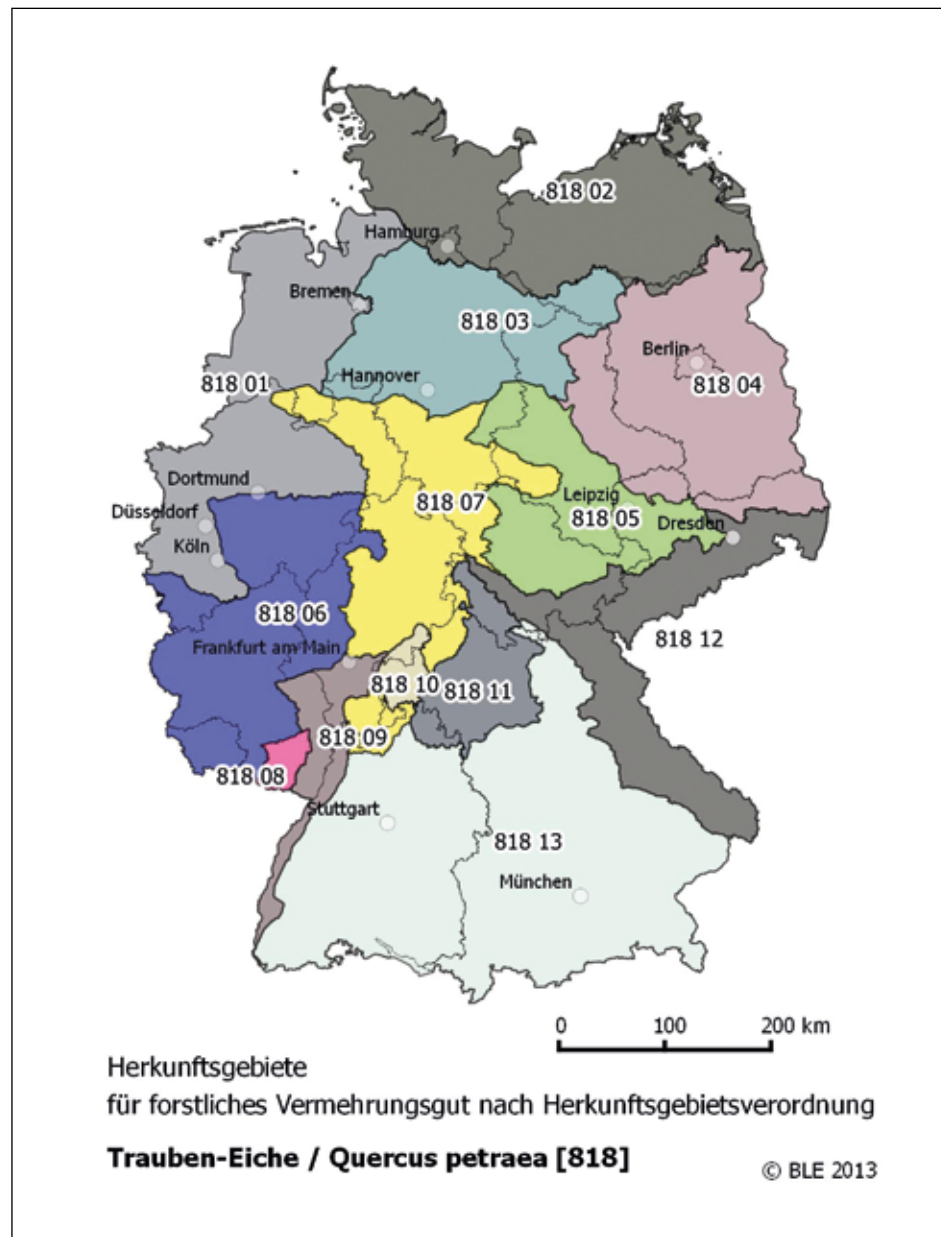 818 02
Hamburg
Bremen
818 03
Berlin
Hannover
818 01
818 04
Dortmund
818 07
Leipzig
Düsseldorf
818 05
Dresden
Köln
818 06
818 12
Frankfurt am Main
818 10
818 11
818 09
818 08
Stuttgart
818 13
München
0 100 200 km
Herkunftsgebiete
für forstliches Vermehrungsgut nach Herkunftsgebietsverordnung
Trauben-Eiche / Quercus petraea [818]
© BLE 2013